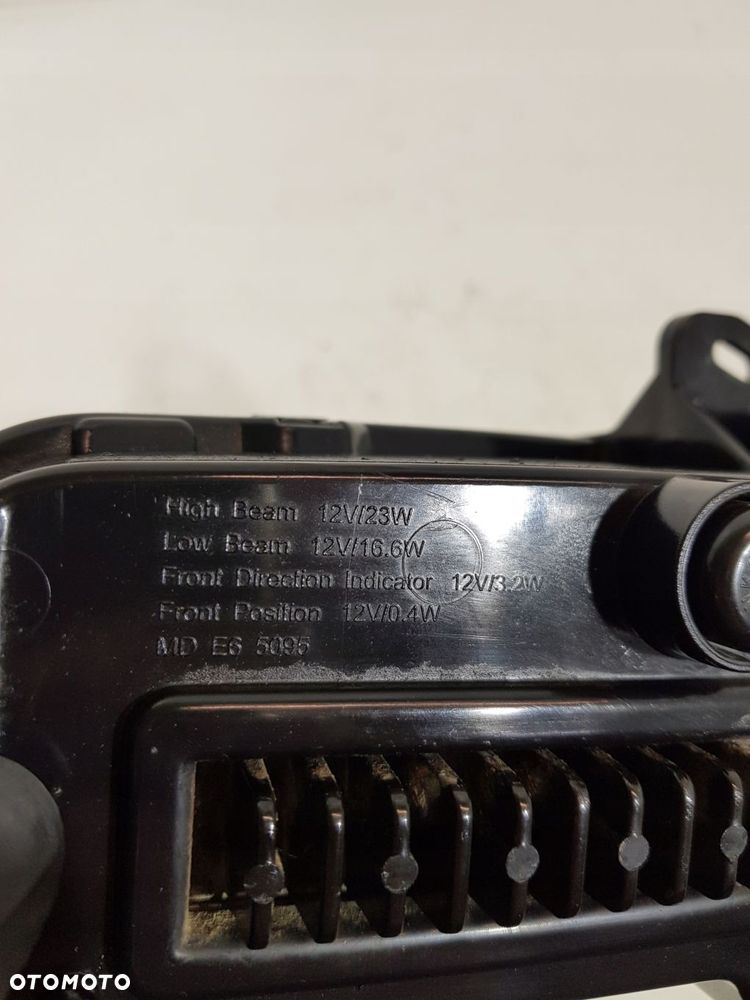 High Beam 12V/23W
Low Beam 12V/16.6W
Front Direction Indicator 12V/3.2W
Front Position 12V/0.4W
MD E6 5095
OTOMOTO